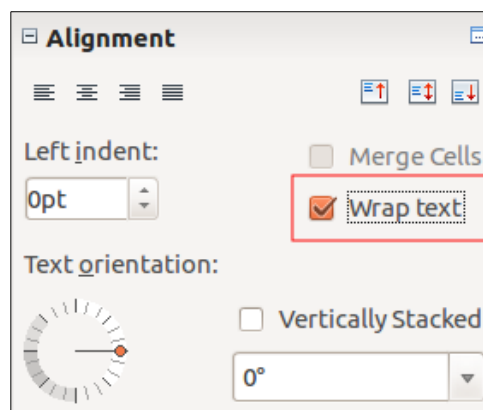 Alignment
Left indent:
Merge Cells
0pt
Wrap text
Text orientation:
Vertically Stacked
0°